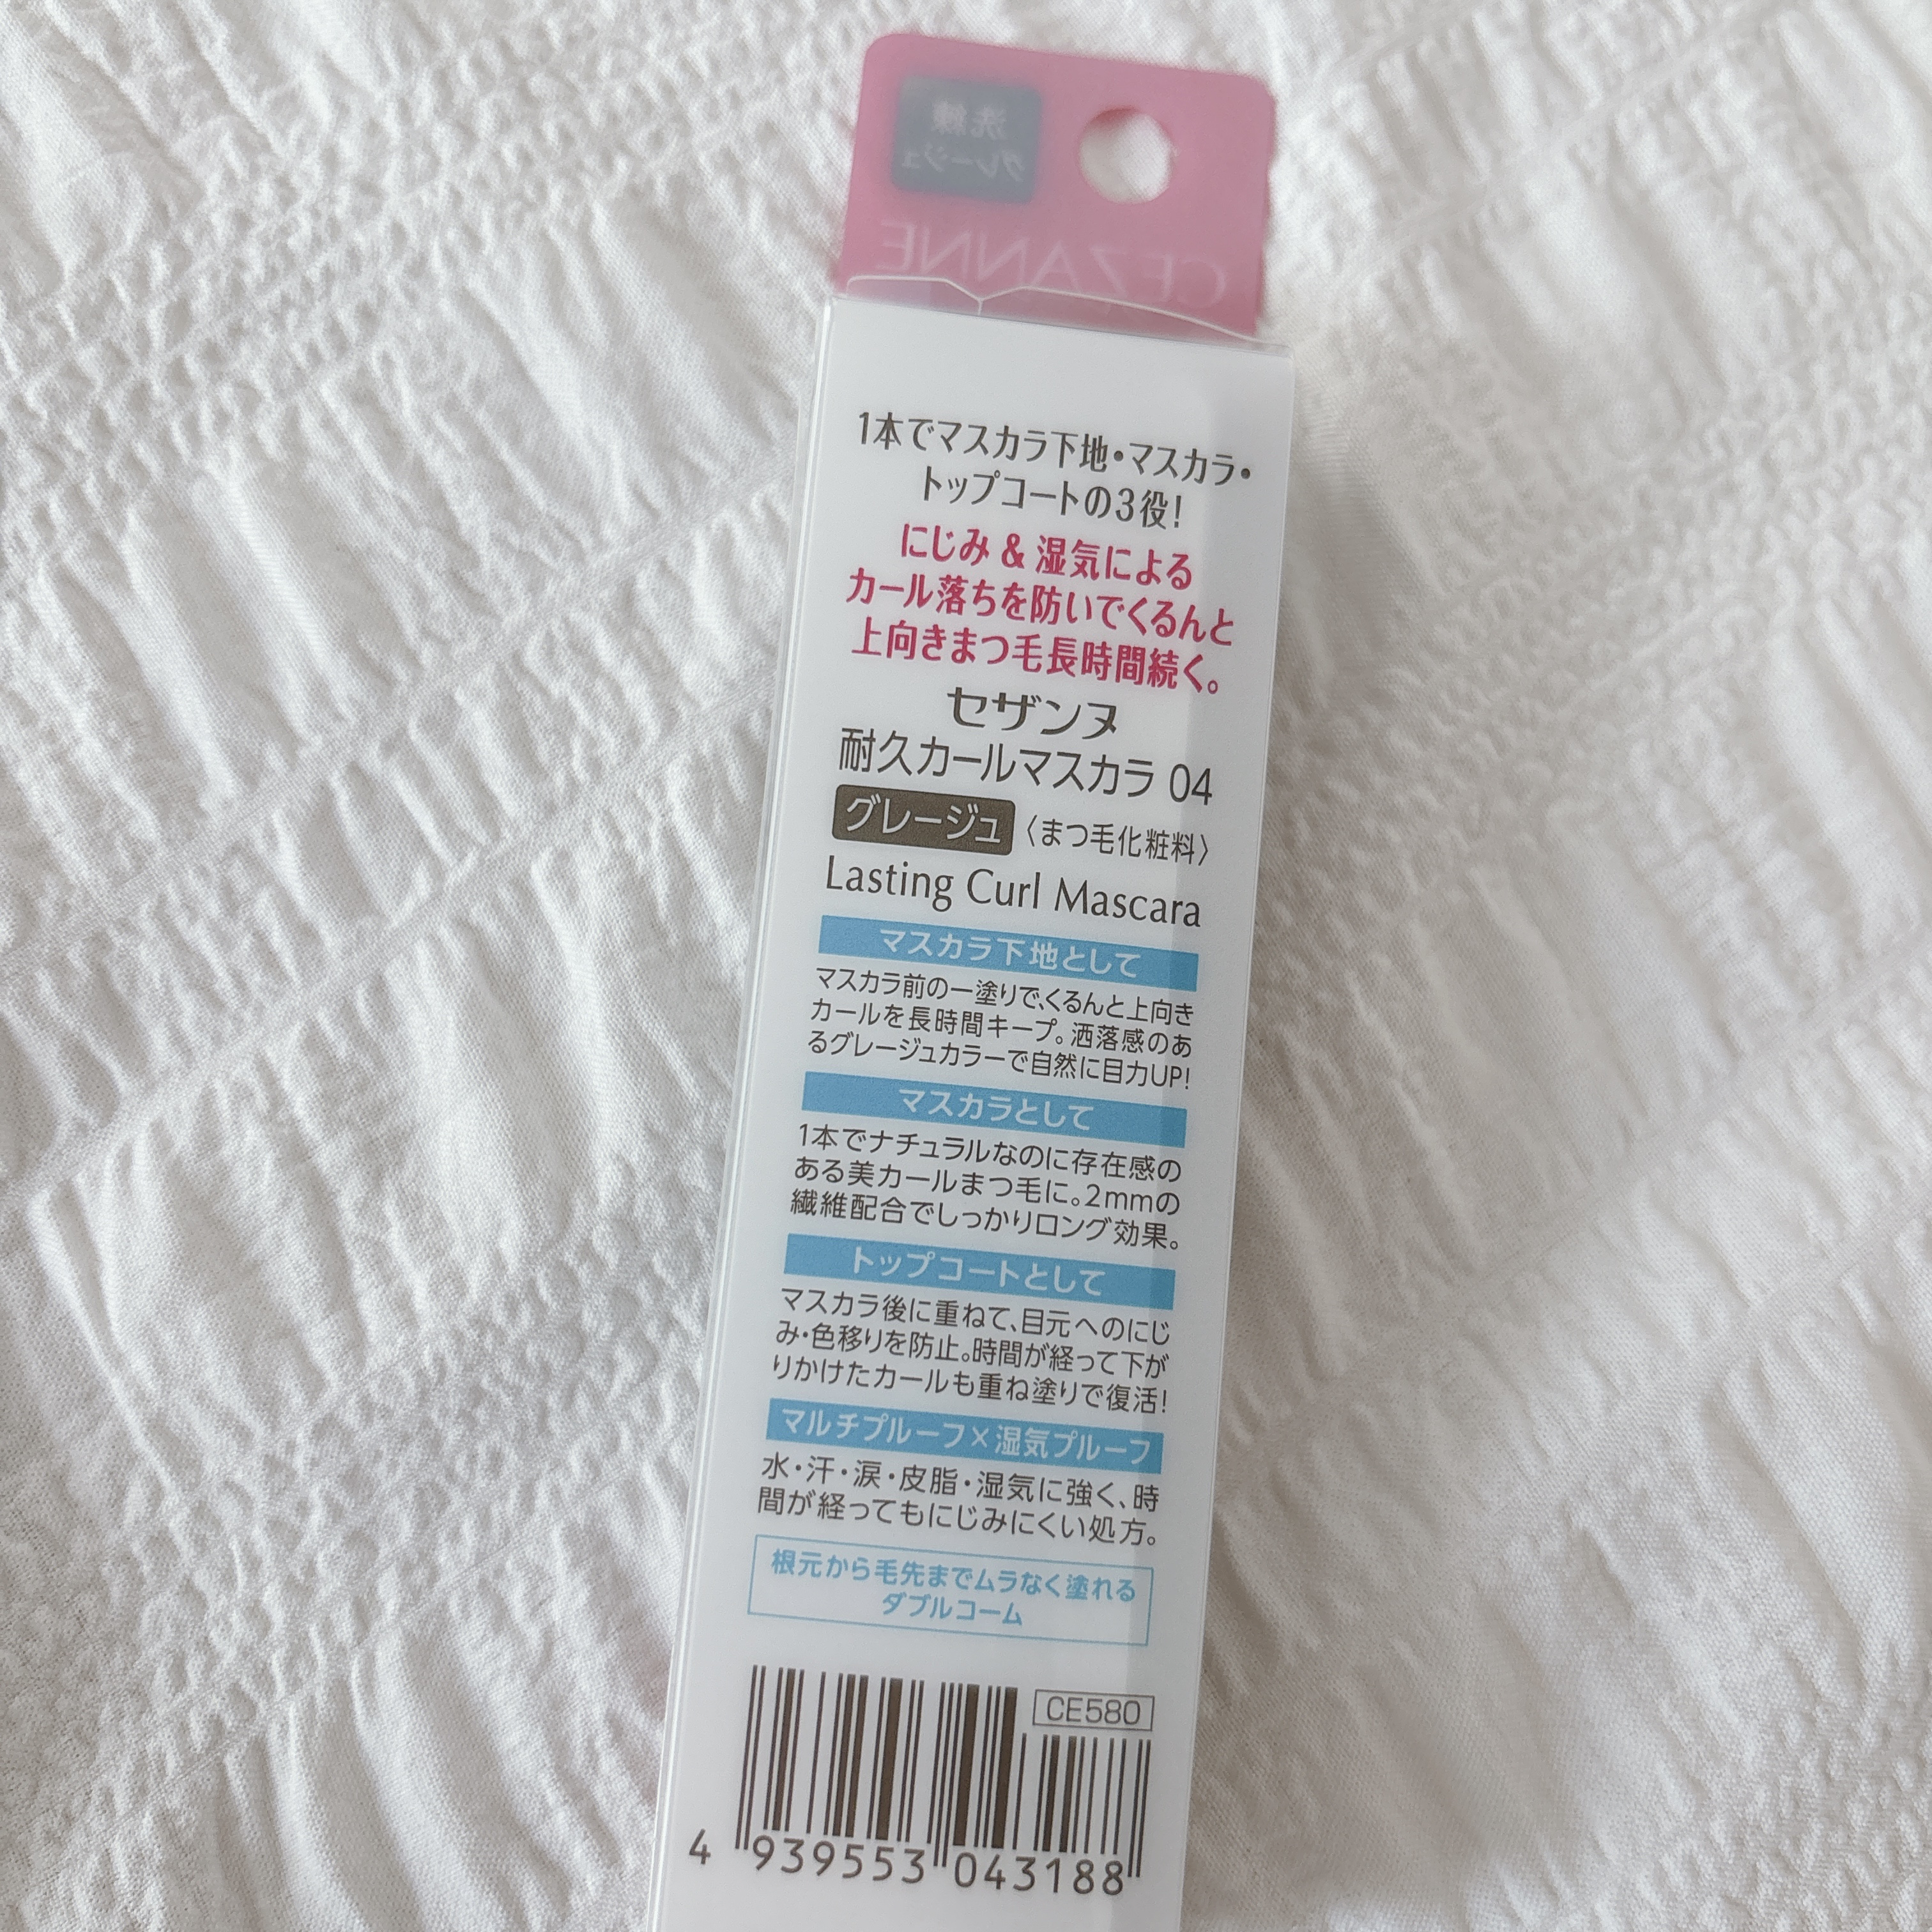 洗練
グレージュ
CEZANNE
1本でマスカラ下地・マスカラ・
トップコートの3役!
にじみ & 湿気による
カール落ちを防いでくるんと
上向きまつ毛長時間続く。
セザンヌ
耐久カールマスカラ 04
グレージュ 〈まつ毛化粧料〉
Lasting Curl Mascara
マスカラ下地として
マスカラ前の一塗りで、くるんと上向き
カールを長時間キープ。洒落感のあ
るグレージュカラーで自然に目力UP!
マスカラとして
1本でナチュラルなのに存在感の
ある美カールまつ毛に。2mmの
繊維配合でしっかりロング効果。
トップコートとして
マスカラ後に重ねて、目元へのにじ
み・色移りを防止。時間が経って下が
りかけたカールも重ね塗りで復活!
マルチプルーフ×湿気プルーフ
水・汗・涙・皮脂・湿気に強く、時
間が経ってもにじみにくい処方。
根元から毛先までムラなく塗れる
ダブルコーム
CE580
4 939553 043188